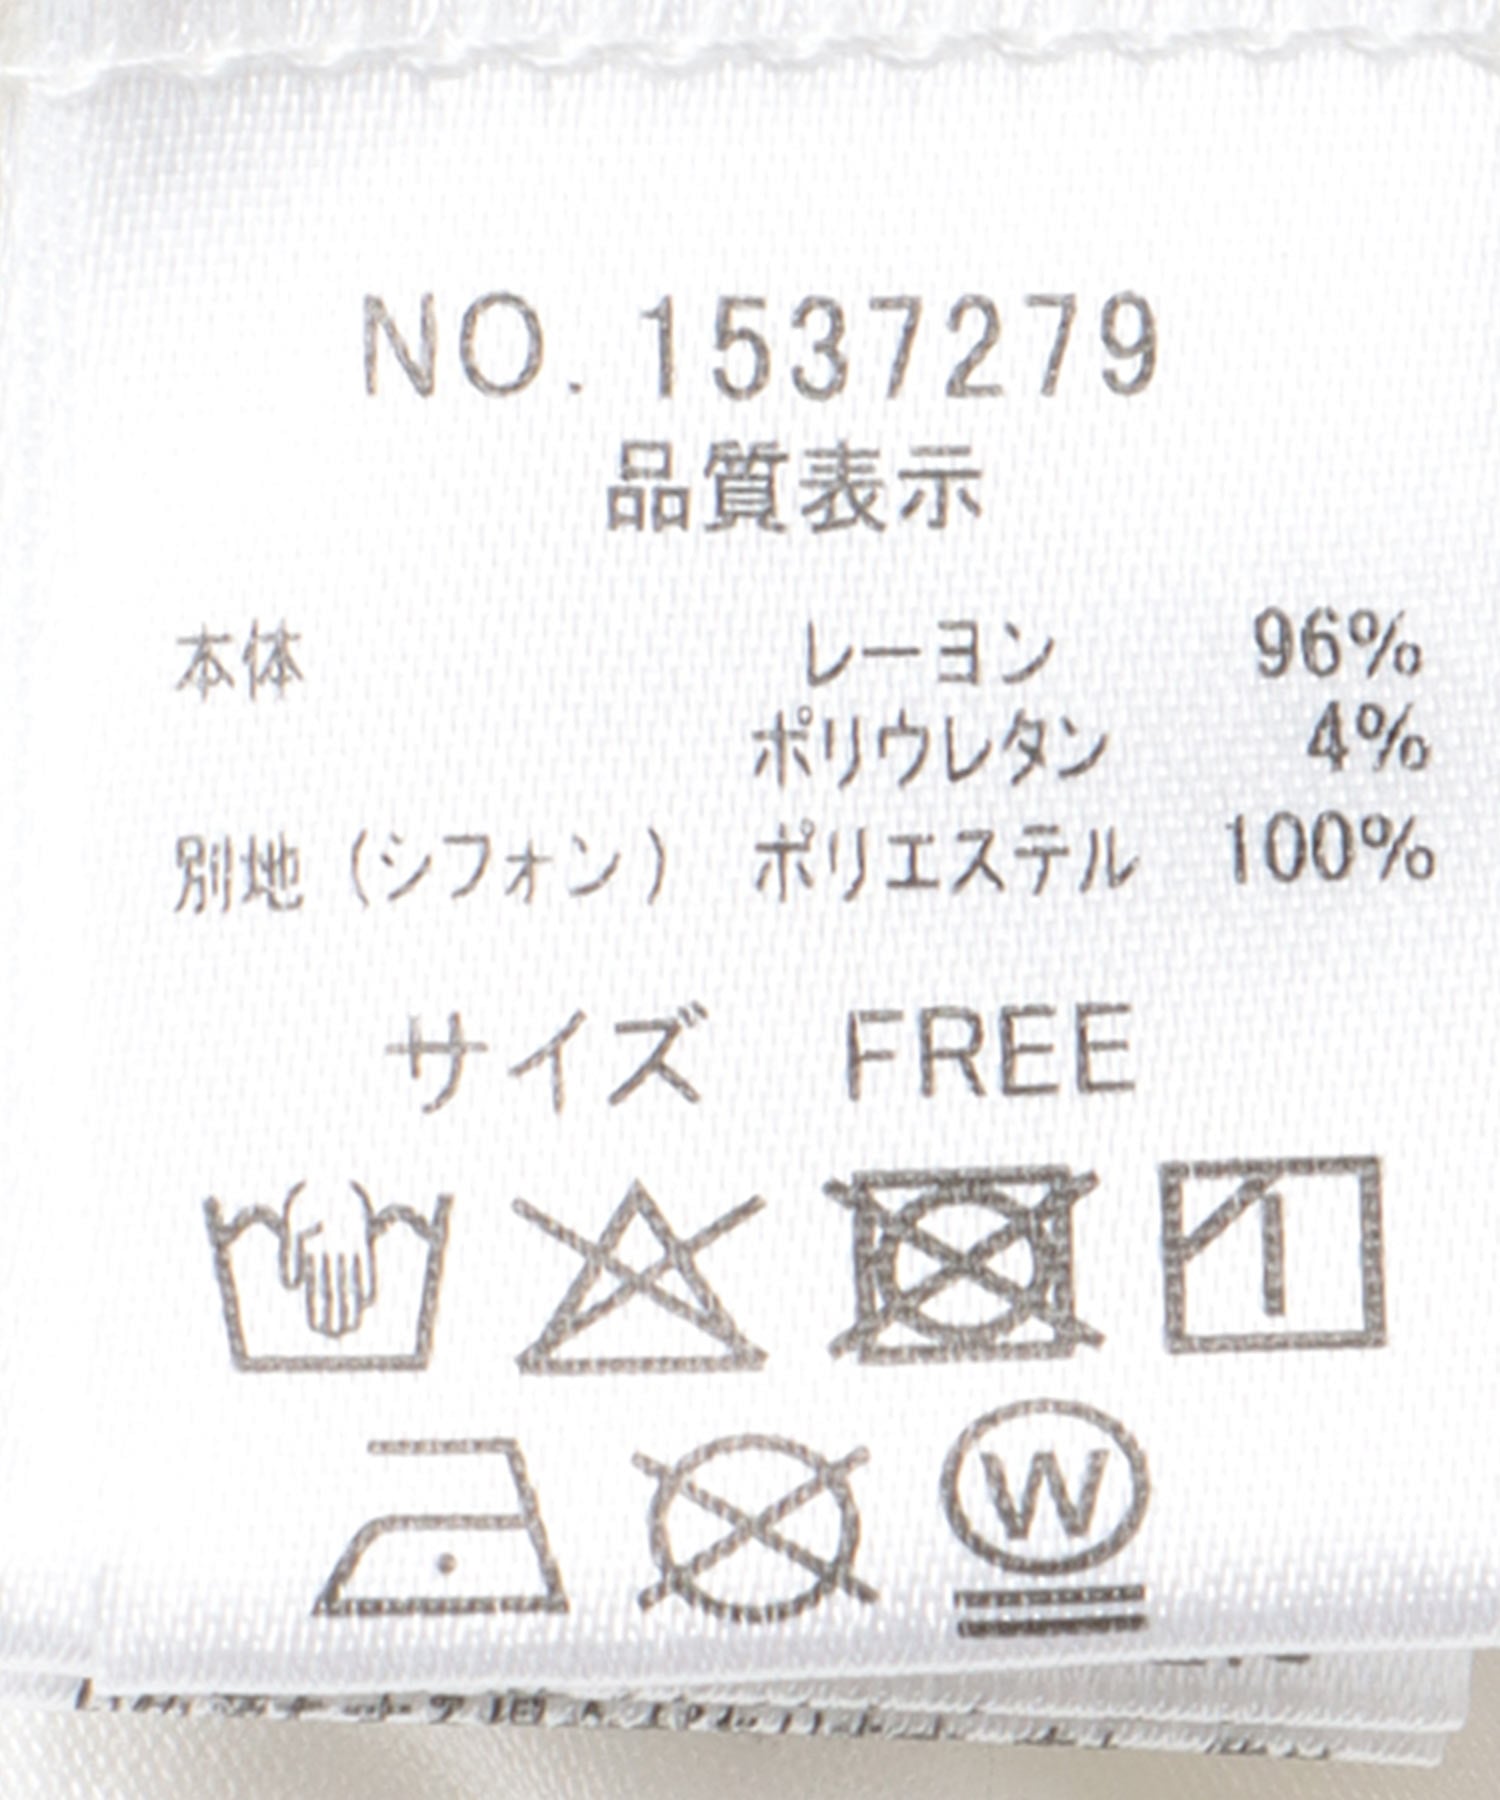 NO. 1537279
品質表示
本体 レーヨン 96%
ポリウレタン 4%
別地（シフォン） ポリエステル 100%
サイズ FREE
W